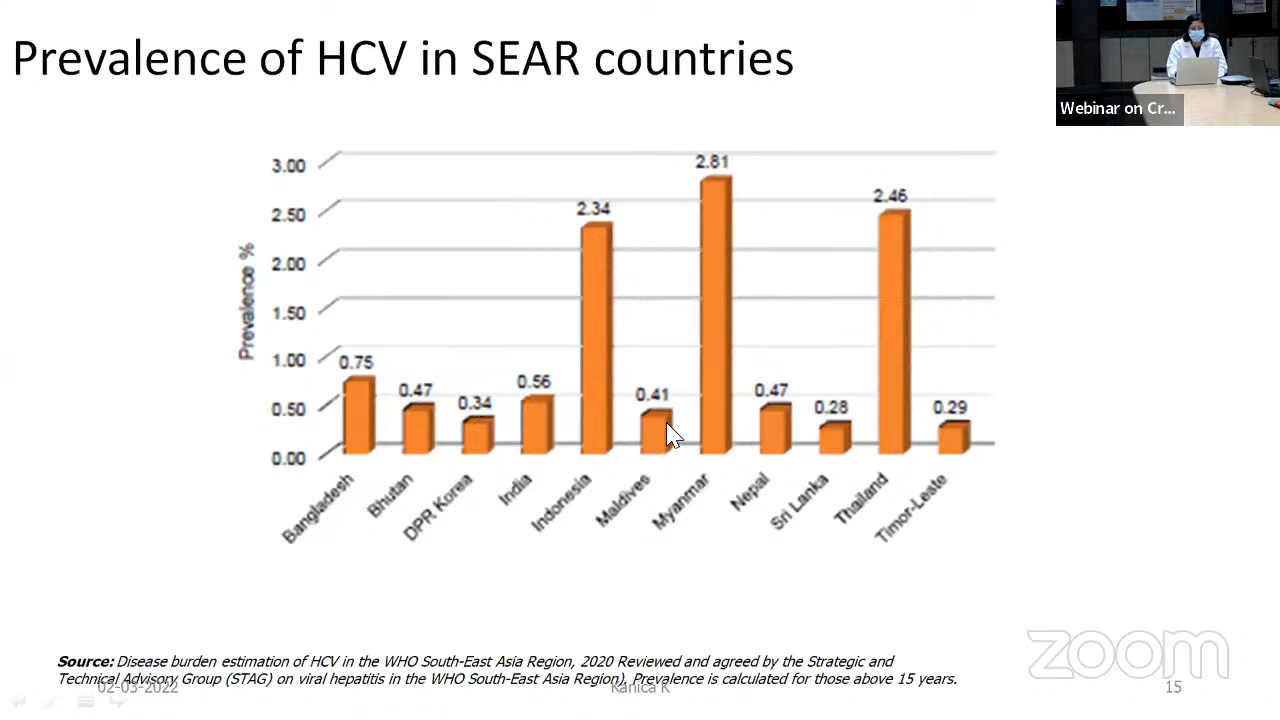 Prevalence of HCV in SEAR countries
Webinar on Cr...
3.00
2.50
2.00
1.50
1.00
0.50
0.00
Prevalence %
0.75
0.47
0.34
0.56
2.34
0.41
2.81
0.47
0.28
2.46
0.29
Bangladesh
Bhutan
DPR Korea
India
Indonesia
Maldives
Myanmar
Nepal
Sri Lanka
Thailand
Timor-Leste
zoom
Source: Disease burden estimation of HCV in the WHO South-East Asia Region, 2020 Reviewed and agreed by the Strategic and
Technical Advisory Group (STAG) on viral hepatitis in the WHO South-East Asia Region). Prevalence is calculated for those above 15 years.
02-03-2022
Kanica K
15